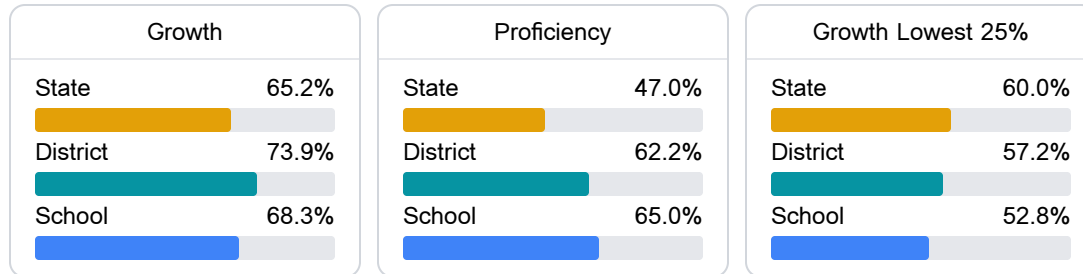 Growth
State 65.2%
District 73.9%
School 68.3%
Proficiency
State 47.0%
District 62.2%
School 65.0%
Growth Lowest 25%
State 60.0%
District 57.2%
School 52.8%